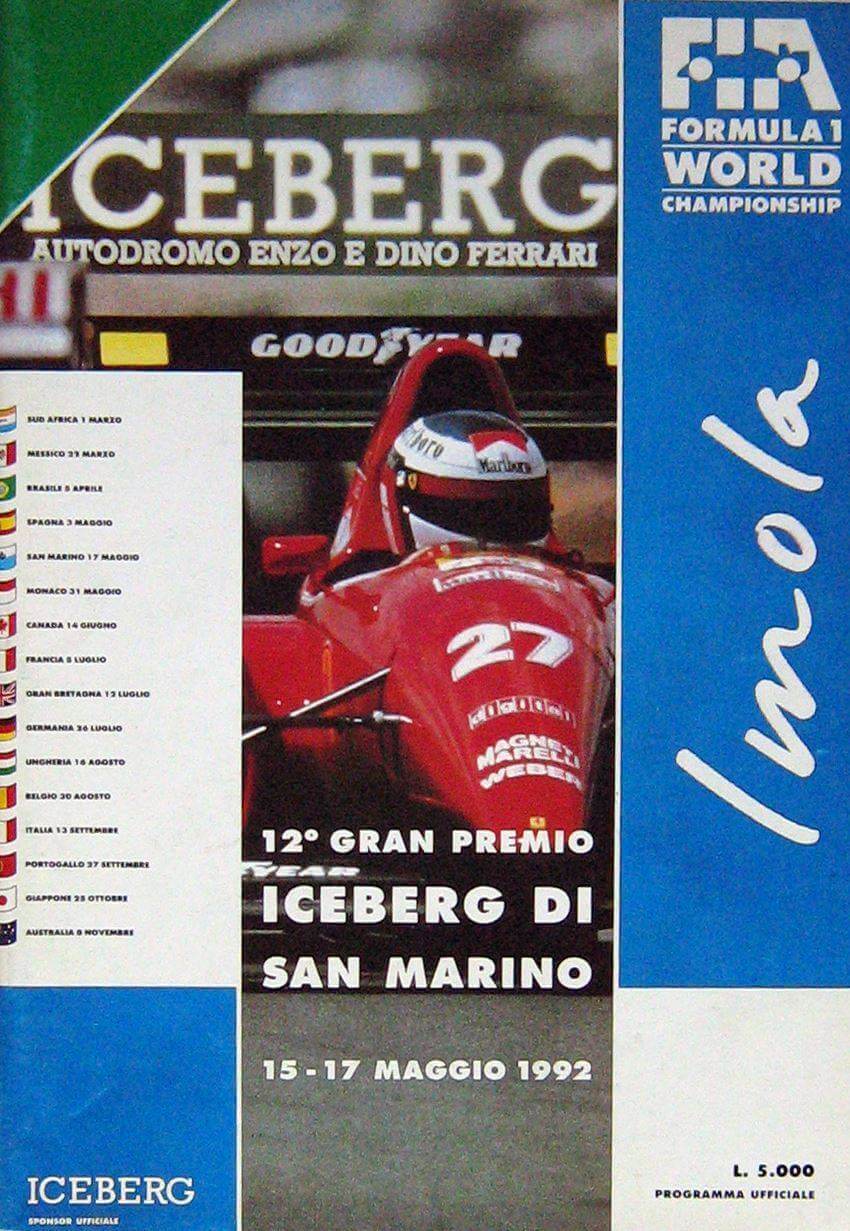 FIA
FORMULA 1
WORLD
CHAMPIONSHIP
ICEBERG
AUTODROMO ENZO E DINO FERRARI
GOODYEAR
Marlboro
Marlboro
27
MAGNETI
MARELLI
WEBER
Imola
SUD AFRICA 1 MARZO
MESSICO 22 MARZO
BRASILE 5 APRILE
SPAGNA 3 MAGGIO
SAN MARINO 17 MAGGIO
MONACO 31 MAGGIO
CANADA 14 GIUGNO
FRANCIA 5 LUGLIO
GRAN BRETAGNA 12 LUGLIO
GERMANIA 26 LUGLIO
UNGHERIA 16 AGOSTO
BELGIO 30 AGOSTO
ITALIA 13 SETTEMBRE
PORTOGALLO 27 SETTEMBRE
GIAPPONE 25 OTTOBRE
AUSTRALIA 8 NOVEMBRE
12° GRAN PREMIO
YEAR
ICEBERG DI
SAN MARINO
15 - 17 MAGGIO 1992
ICEBERG
SPONSOR UFFICIALE
L. 5.000
PROGRAMMA UFFICIALE